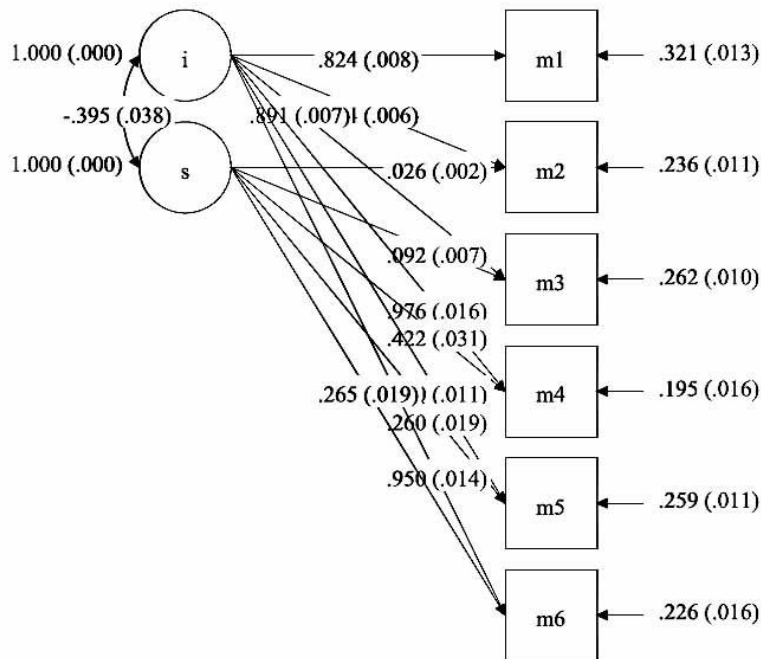 1.000 (.000) i .824 (.008) m1 .321 (.013)
-.395 (.038) .891 (.007) (.006)
1.000 (.000) s .026 (.002) m2 .236 (.011)
.092 (.007) m3 .262 (.010)
.976 (.016)
.422 (.031)
m4 .195 (.016)
.265 (.019) (.011)
.260 (.019)
.950 (.014) m5 .259 (.011)
m6 .226 (.016)